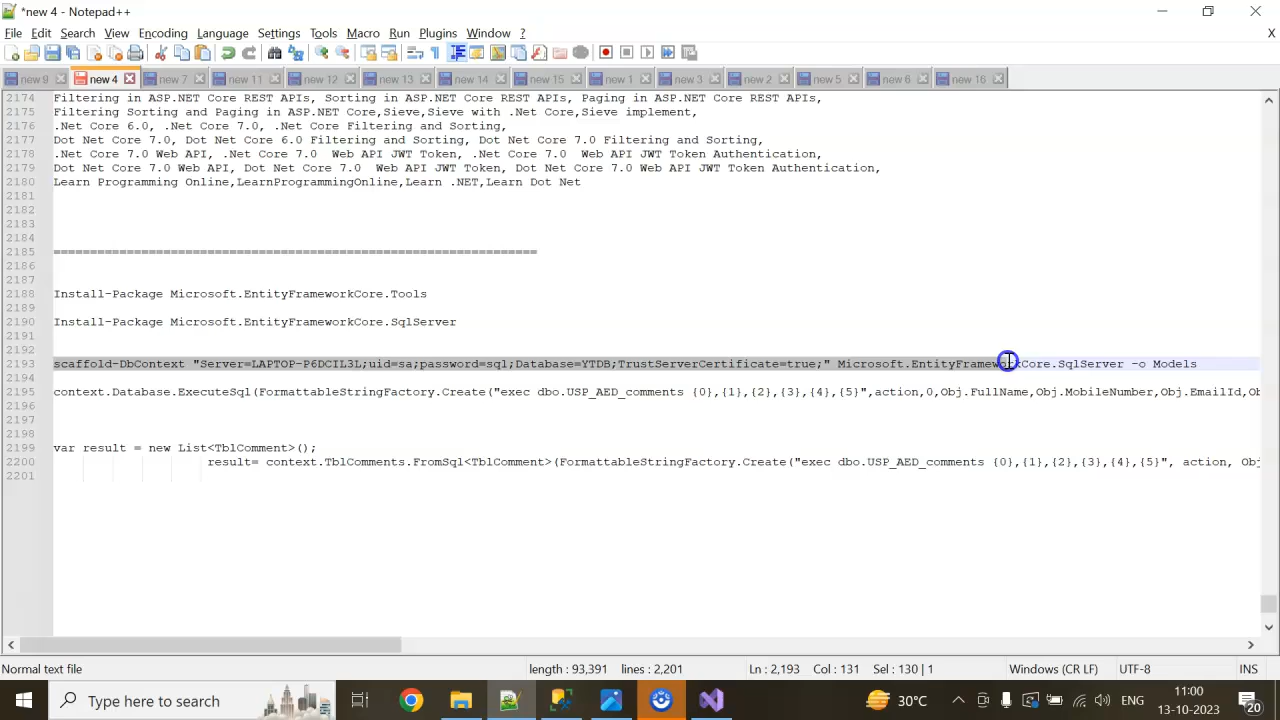 *new 4 - Notepad++
File Edit Search View Encoding Language Settings Tools Macro Run Plugins Window ? X
new 9 new 4 new 7 new 11 new 12 new 13 new 14 new 15 new 1 new 3 new 2 new 5 new 6 new 16
2174 Filtering in ASP.NET Core REST APIs, Sorting in ASP.NET Core REST APIs, Paging in ASP.NET Core REST APIs,
2175 Filtering Sorting and Paging in ASP.NET Core,Sieve,Sieve with .Net Core,Sieve implement,
2176 .Net Core 6.0, .Net Core 7.0, .Net Core Filtering and Sorting,
2177 Dot Net Core 7.0, Dot Net Core 6.0 Filtering and Sorting, Dot Net Core 7.0 Filtering and Sorting,
2178 .Net Core 7.0 Web API, .Net Core 7.0  Web API JWT Token, .Net Core 7.0  Web API JWT Token Authentication,
2179 Dot Net Core 7.0 Web API, Dot Net Core 7.0  Web API JWT Token, Dot Net Core 7.0 Web API JWT Token Authentication,
2180 Learn Programming Online,LearnProgrammingOnline,Learn .NET,Learn Dot Net
2181
2182
2183
2184
2185 ==================================================================
2186
2187
2188 Install-Package Microsoft.EntityFrameworkCore.Tools
2189
2190 Install-Package Microsoft.EntityFrameworkCore.SqlServer
2191
2192
2193 scaffold-DbContext "Server=LAPTOP-P6DCIL3L;uid=sa;password=sql;Database=YTDB;TrustServerCertificate=true;" Microsoft.EntityFrameworkCore.SqlServer -o Models
2194
2195 context.Database.ExecuteSql(FormattableStringFactory.Create("exec dbo.USP_AED_comments {0},{1},{2},{3},{4},{5}",action,0,Obj.FullName,Obj.MobileNumber,Obj.EmailId,Ob
2196
2197
2198
2199 var result = new List<TblComment>();
2200 result= context.TblComments.FromSql<TblComment>(FormattableStringFactory.Create("exec dbo.USP_AED_comments {0},{1},{2},{3},{4},{5}", action, Obj
2201
Normal text file length : 93,391 lines : 2,201 Ln : 2,193 Col : 131 Sel : 130 | 1 Windows (CR LF) UTF-8 INS
Type here to search 30°C ENG 11:00
13-10-2023 20